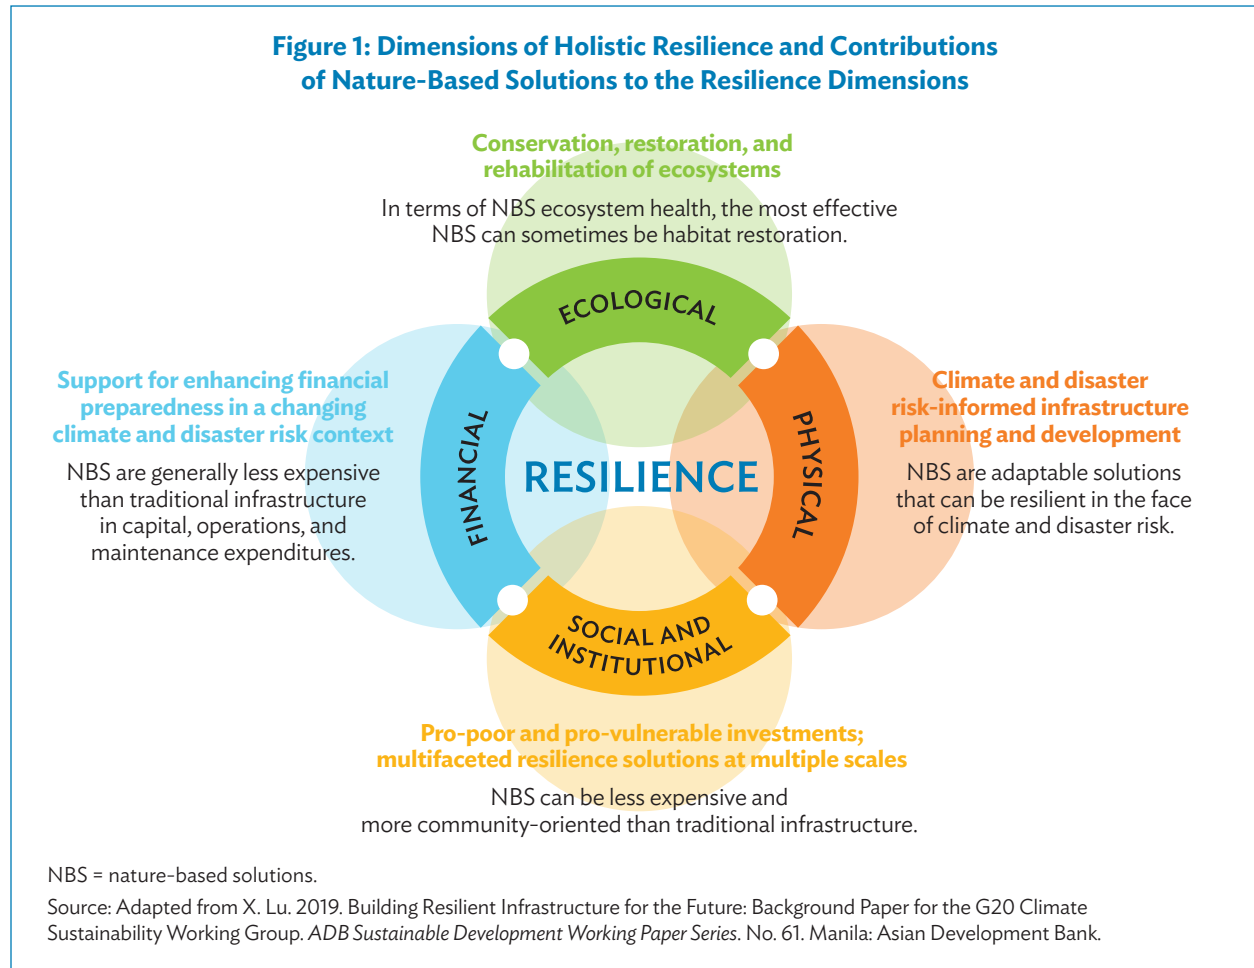 Figure 1: Dimensions of Holistic Resilience and Contributions
of Nature-Based Solutions to the Resilience Dimensions
Conservation, restoration, and
rehabilitation of ecosystems
In terms of NBS ecosystem health, the most effective
NBS can sometimes be habitat restoration.
ECOLOGICAL
Support for enhancing financial
preparedness in a changing
climate and disaster risk context
NBS are generally less expensive
than traditional infrastructure
in capital, operations, and
maintenance expenditures.
FINANCIAL
RESILIENCE
PHYSICAL
Climate and disaster
risk-informed infrastructure
planning and development
NBS are adaptable solutions
that can be resilient in the face
of climate and disaster risk.
SOCIAL AND
INSTITUTIONAL
Pro-poor and pro-vulnerable investments;
multifaceted resilience solutions at multiple scales
NBS can be less expensive and
more community-oriented than traditional infrastructure.
NBS = nature-based solutions.
Source: Adapted from X. Lu. 2019. Building Resilient Infrastructure for the Future: Background Paper for the G20 Climate
Sustainability Working Group. ADB Sustainable Development Working Paper Series. No. 61. Manila: Asian Development Bank.